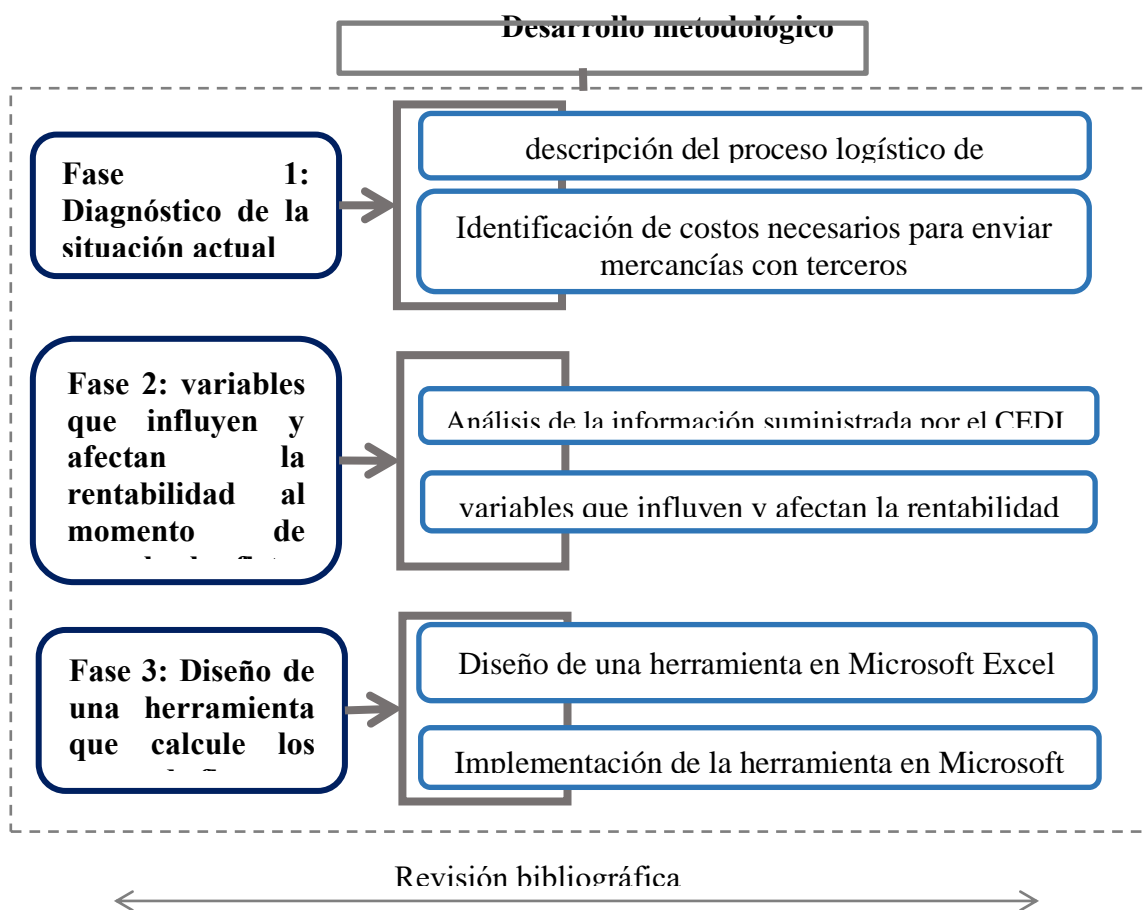 Desarrollo metodológico
Fase 1:
Diagnóstico de la
situación actual
descripción del proceso logístico de
Identificación de costos necesarios para enviar
mercancías con terceros
Fase 2: variables
que influyen y
afectan la
rentabilidad al
momento de
Análisis de la información suministrada por el CEDI
variables que influyen y afectan la rentabilidad
Fase 3: Diseño de
una herramienta
que calcule los
Diseño de una herramienta en Microsoft Excel
Implementación de la herramienta en Microsoft
Revisión bibliográfica